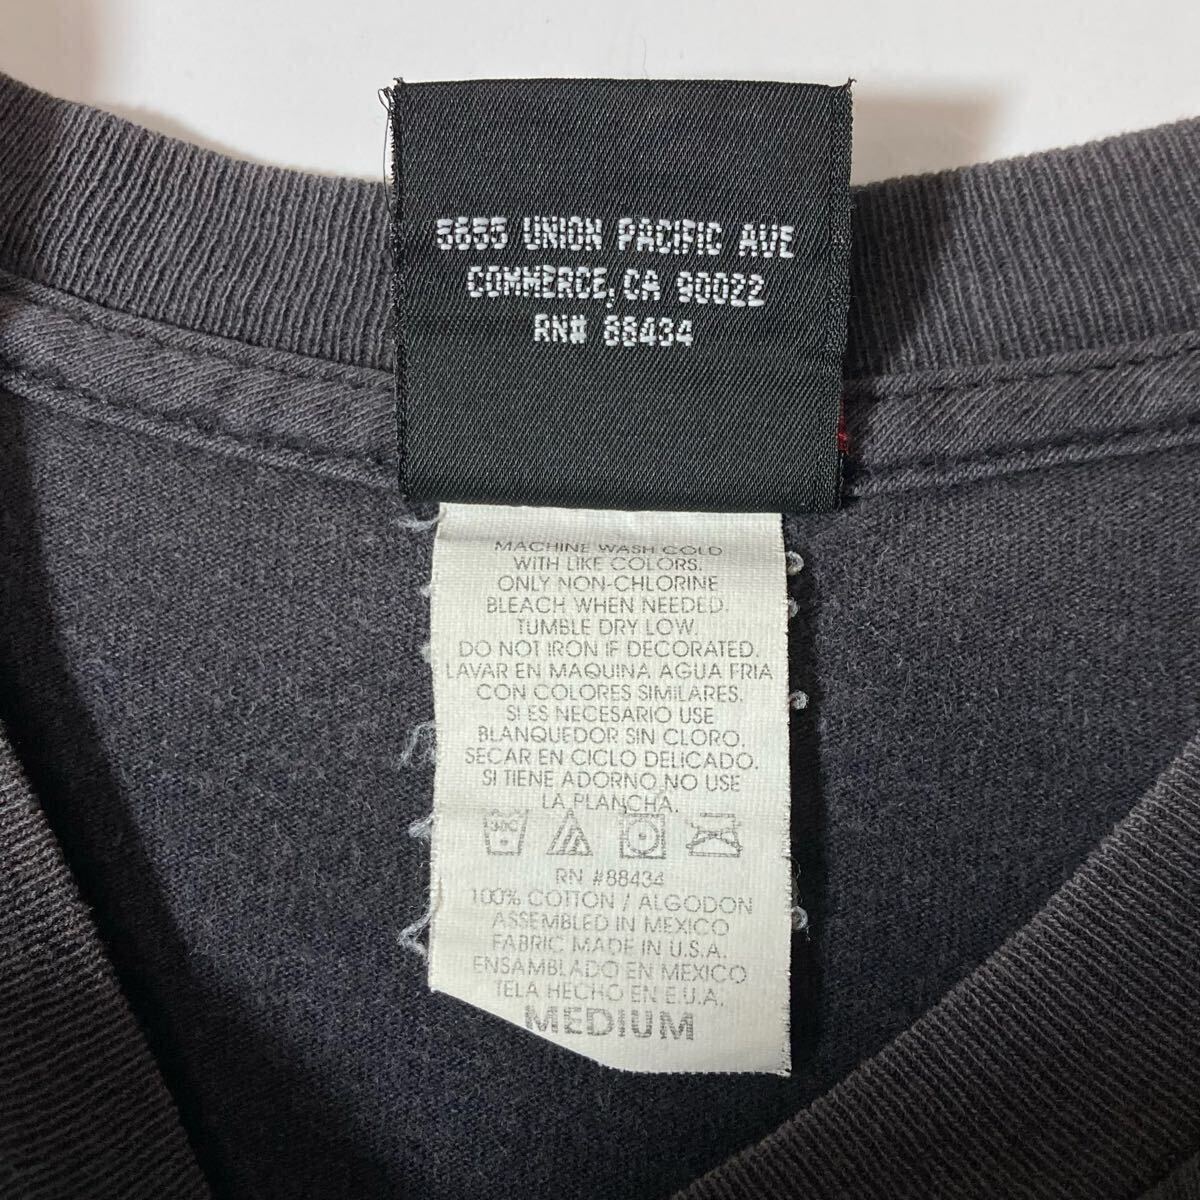 5655 UNION PACIFIC AVE
COMMERCE, CA 90022
RN# 88434
MACHINE WASH COLD
WITH LIKE COLORS.
ONLY NON-CHLORINE
BLEACH WHEN NEEDED.
TUMBLE DRY LOW.
DO NOT IRON IF DECORATED.
LAVAR EN MAQUINA AGUA FRIA
CON COLORES SIMILARES.
SI ES NECESARIO USE
BLANQUEDOR SIN CLORO.
SECAR EN CICLO DELICADO.
SI TIENE ADORNO, NO USE
LA PLANCHA.
30C
RN #88434
100% COTTON / ALGODON
ASSEMBLED IN MEXICO
FABRIC MADE IN U.S.A.
ENSAMBLADO EN MEXICO
TELA HECHO EN E.U.A.
MEDIUM